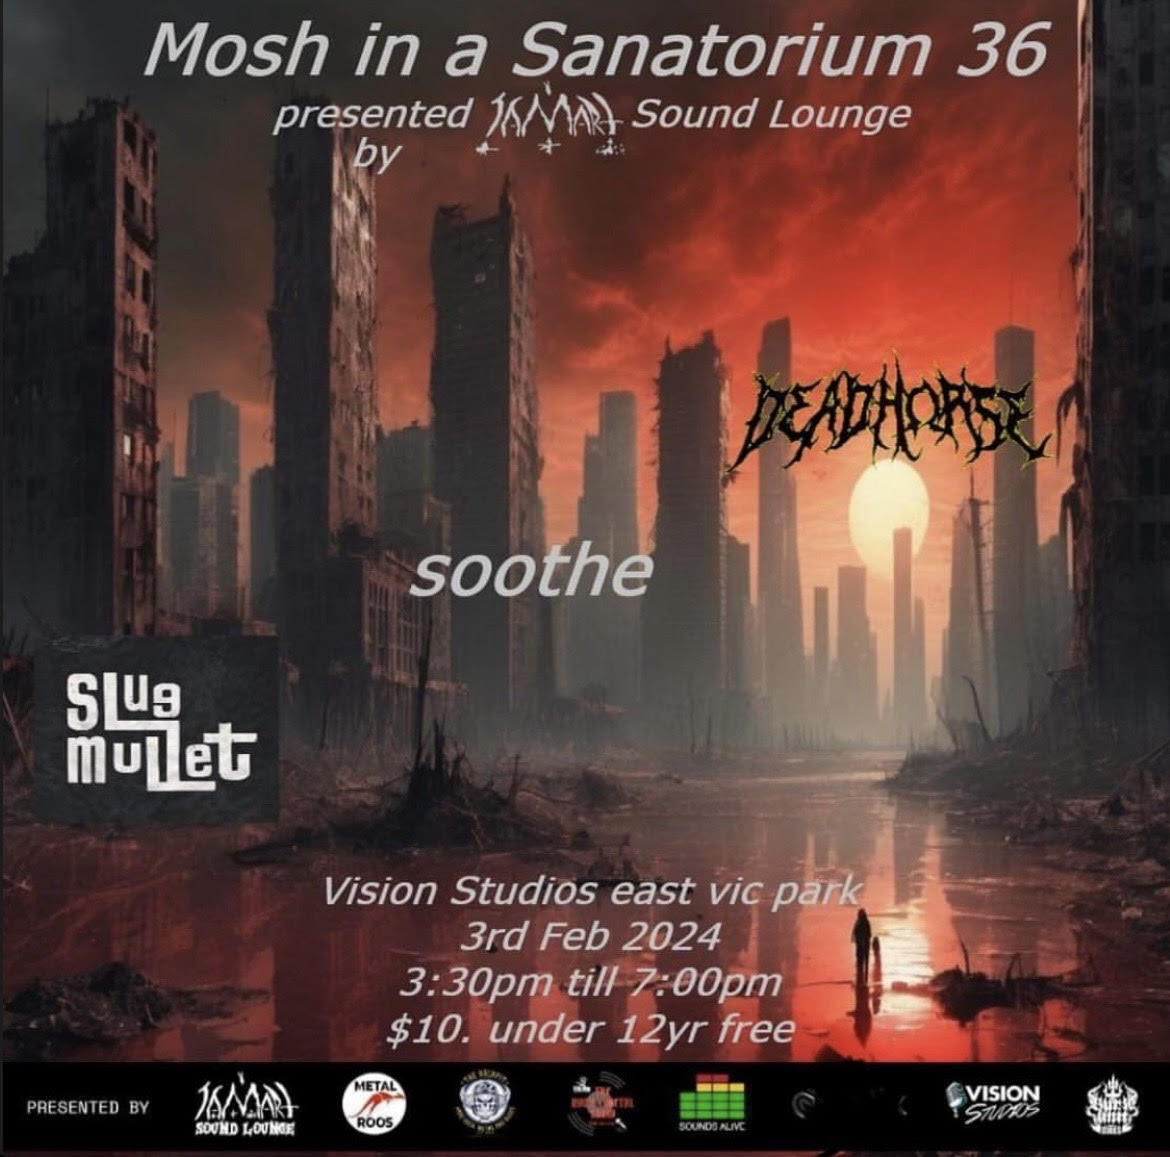 Mosh in a Sanatorium 36
presented JAMART Sound Lounge
by
DEADHORSE
soothe
Slug
mullet
Vision Studios east vic park
3rd Feb 2024
3:30pm till 7:00pm
$10. under 12yr free
PRESENTED BY
JAMART
SOUND LOUNGE
METAL
ROOS
SOUNDS ALIVE
VISION
STUDIOS